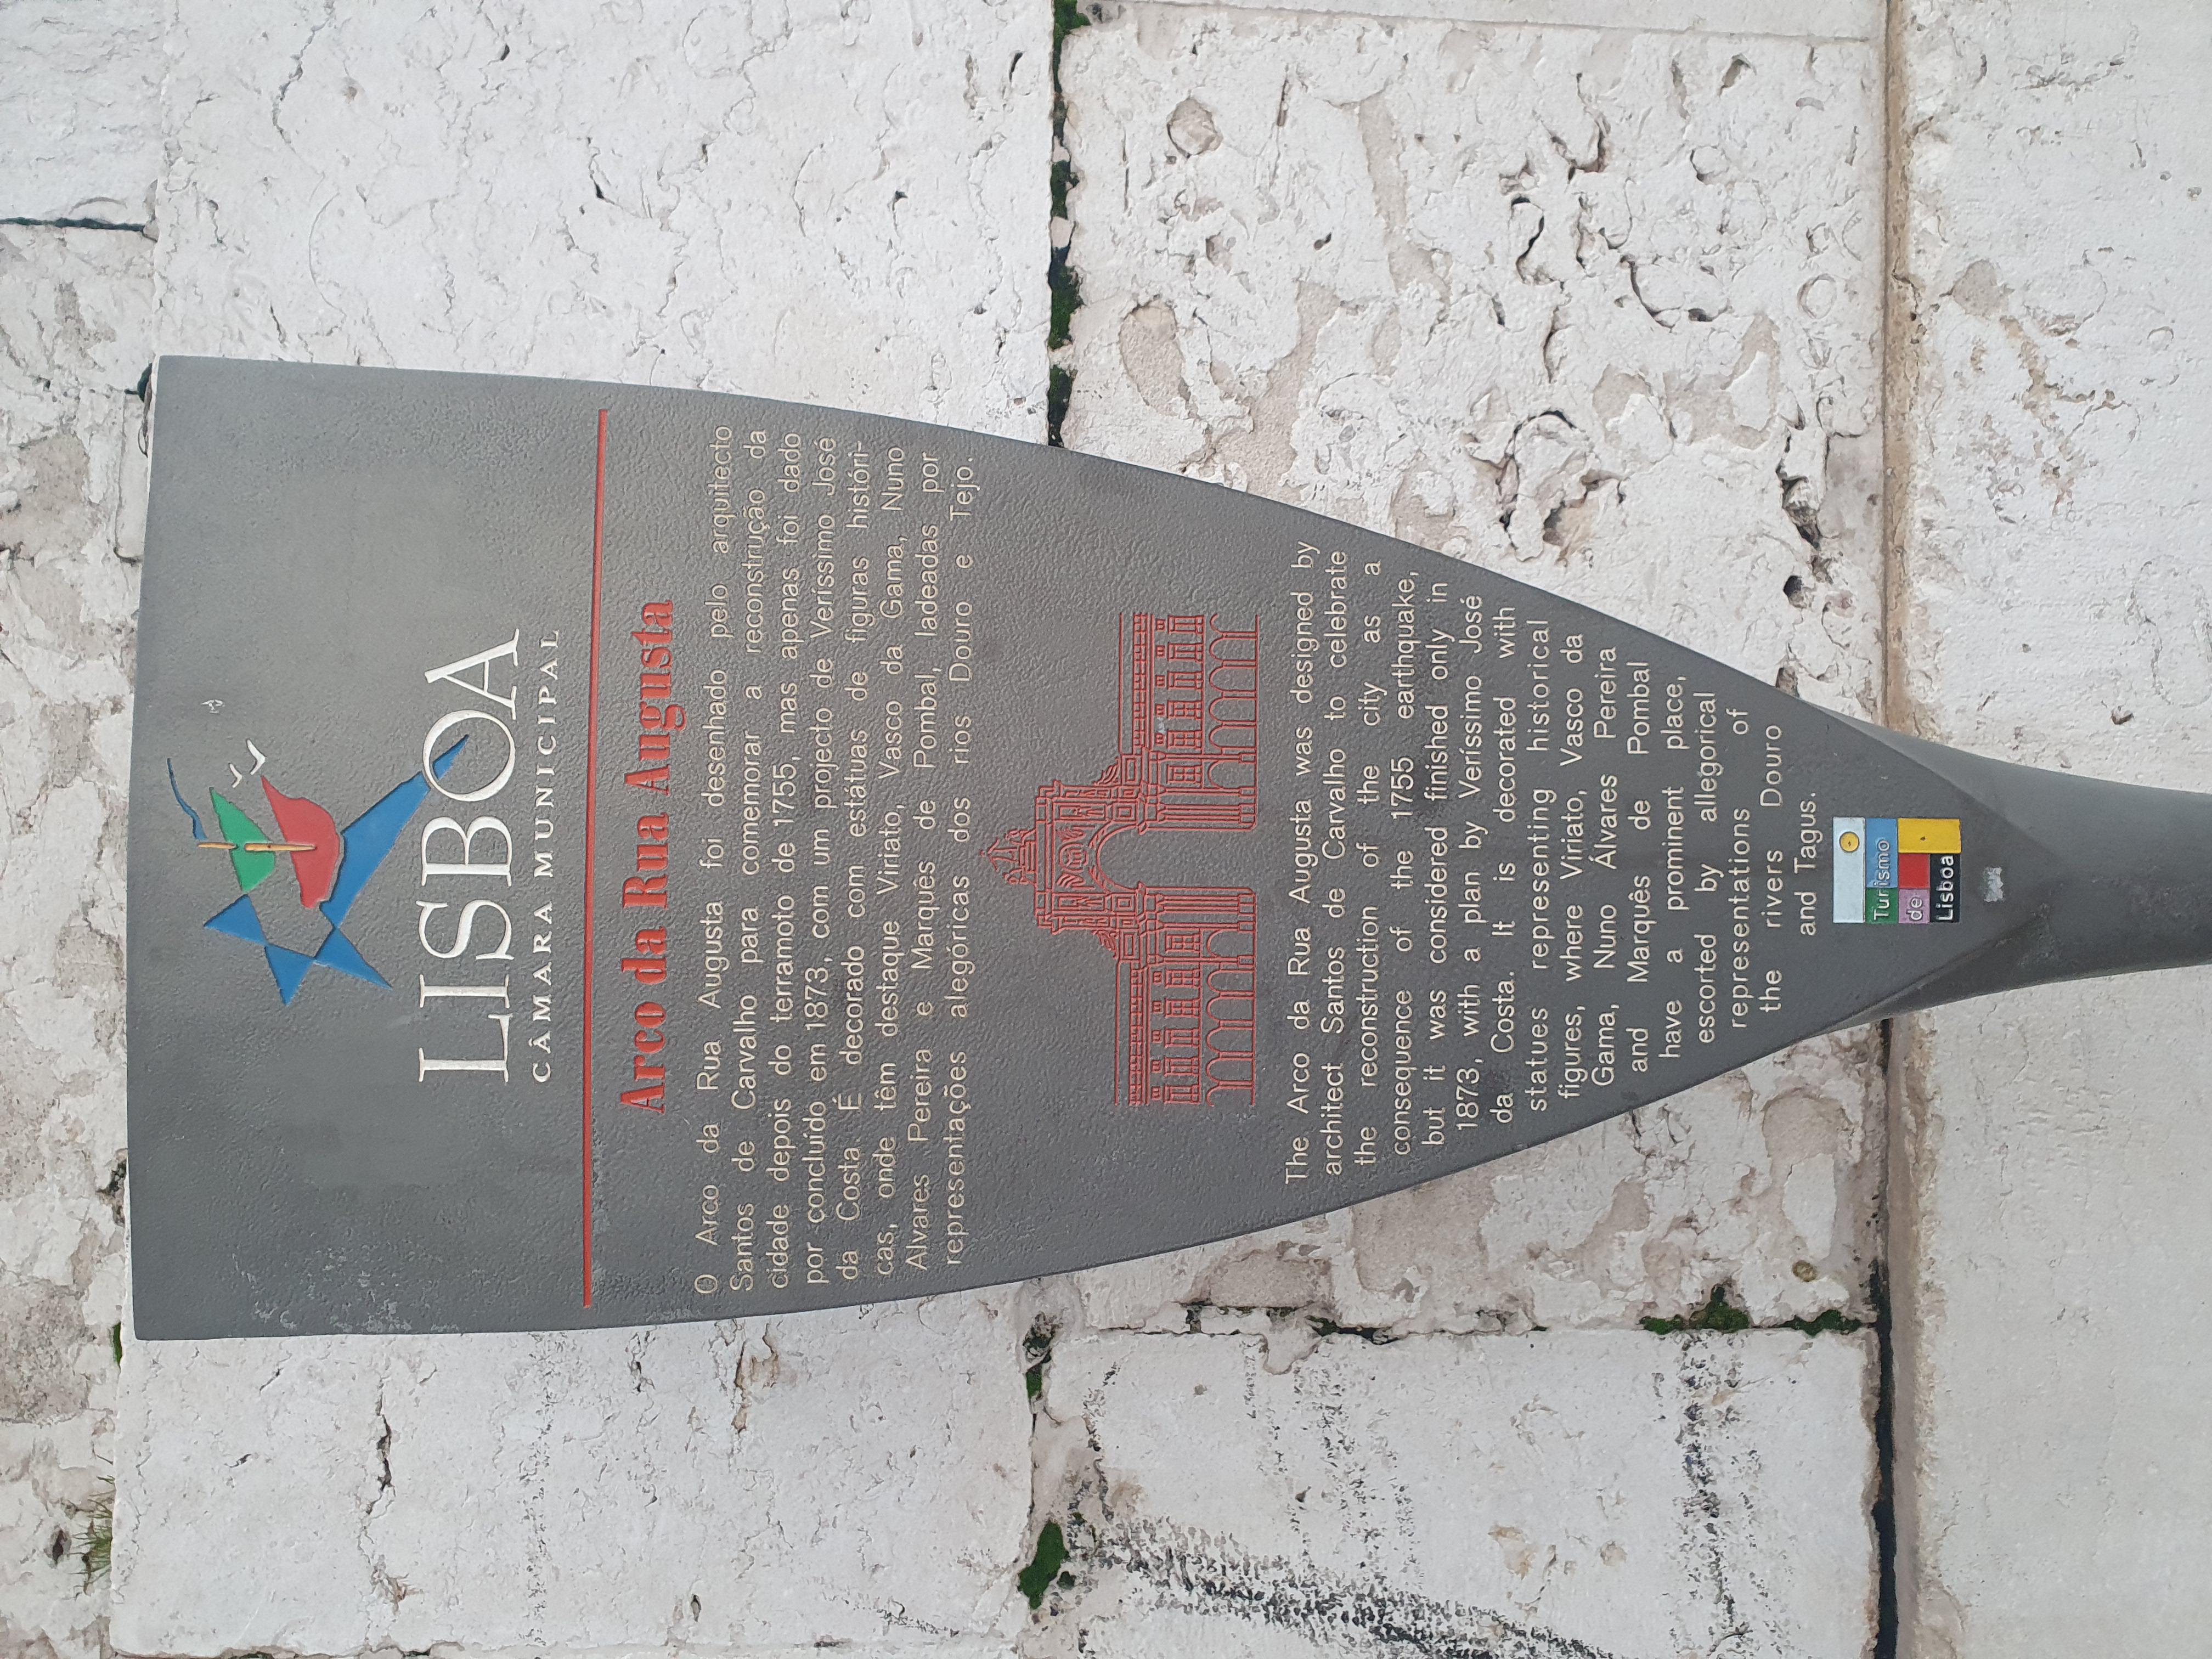 LISBOA
CÂMARA MUNICIPAL
Arco da Rua Augusta
O Arco da Rua Augusta foi desenhado pelo arquitecto
Santos de Carvalho para comemorar a reconstrução da
cidade depois do terramoto de 1755, mas apenas foi dado
por concluído em 1873, com um projecto de Veríssimo José
da Costa. É decorado com estátuas de figuras históri-
cas, onde têm destaque Viriato, Vasco da Gama, Nuno
Álvares Pereira e Marquês de Pombal, ladeadas por
representações alegóricas dos rios Douro e Tejo.
The Arco da Rua Augusta was designed by
architect Santos de Carvalho to celebrate
the reconstruction of the city as a
consequence of the 1755 earthquake,
but it was considered finished only in
1873, with a plan by Veríssimo José
da Costa. It is decorated with
statues representing historical
figures, where Viriato, Vasco da
Gama, Nuno Álvares Pereira
and Marquês de Pombal
have a prominent place,
escorted by allegorical
representations of
the rivers Douro
and Tagus.
Turismo
de
Lisboa